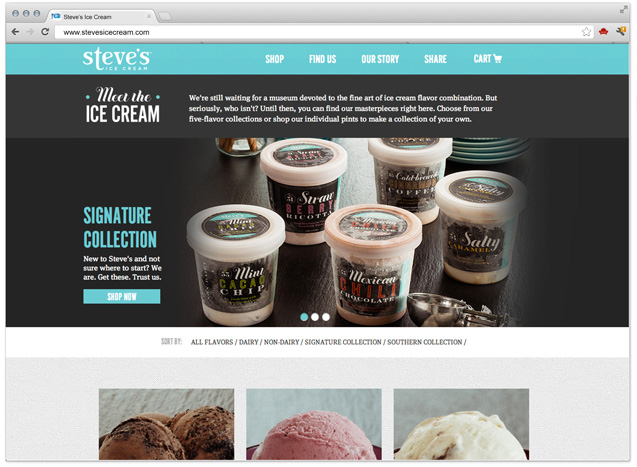 Steve's Ice Cream
www.stevesicecream.com
steve's
ICE CREAM
SHOP
FIND US
OUR STORY
SHARE
CART
Meet the
ICE CREAM
We're still waiting for a museum devoted to the fine art of ice cream flavor combination. But
seriously, who isn't? Until then, you can find our masterpieces right here. Choose from our
five-flavor collections or shop our individual pints to make a collection of your own.
Straw
BERRY
RICOTTA
Cold-brewed
CINNAMON
COFFEE
Salty
Salty
CARAMEL
Mint
CHIP
Mint
CACAO
CHIP
Mexican
CHILI
CHOCOLATE
SIGNATURE
COLLECTION
New to Steve's and not
sure where to start? We
are. Get these. Trust us.
SHOP NOW
SORT BY:
ALL FLAVORS / DAIRY / NON-DAIRY / SIGNATURE COLLECTION / SOUTHERN COLLECTION /